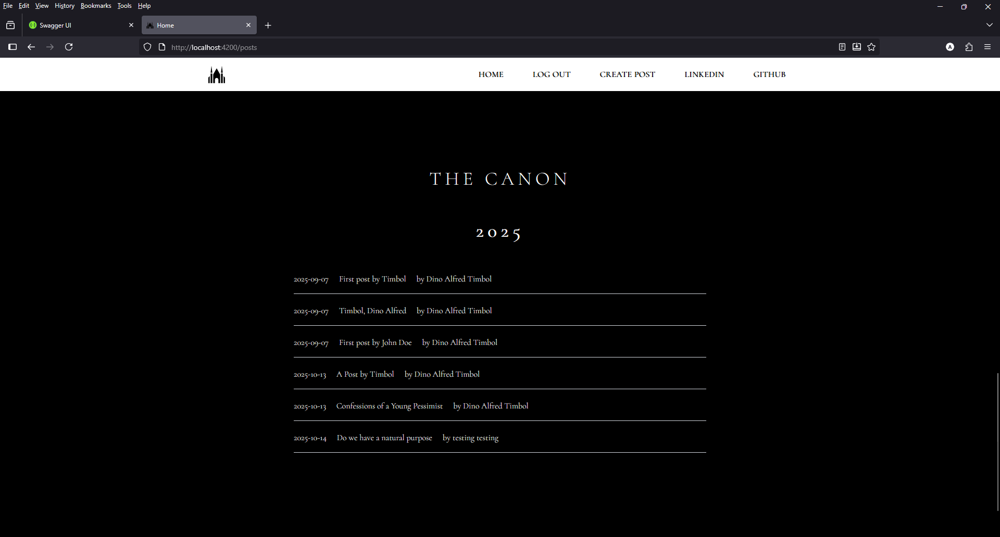 File Edit View History Bookmarks Tools Help
Swagger UI Home
http://localhost:4200/posts
A
HOME LOG OUT CREATE POST LINKEDIN GITHUB
THE CANON
2025
2025-09-07 First post by Timbol by Dino Alfred Timbol
2025-09-07 Timbol, Dino Alfred by Dino Alfred Timbol
2025-09-07 First post by John Doe by Dino Alfred Timbol
2025-10-13 A Post by Timbol by Dino Alfred Timbol
2025-10-13 Confessions of a Young Pessimist by Dino Alfred Timbol
2025-10-14 Do we have a natural purpose by testing testing